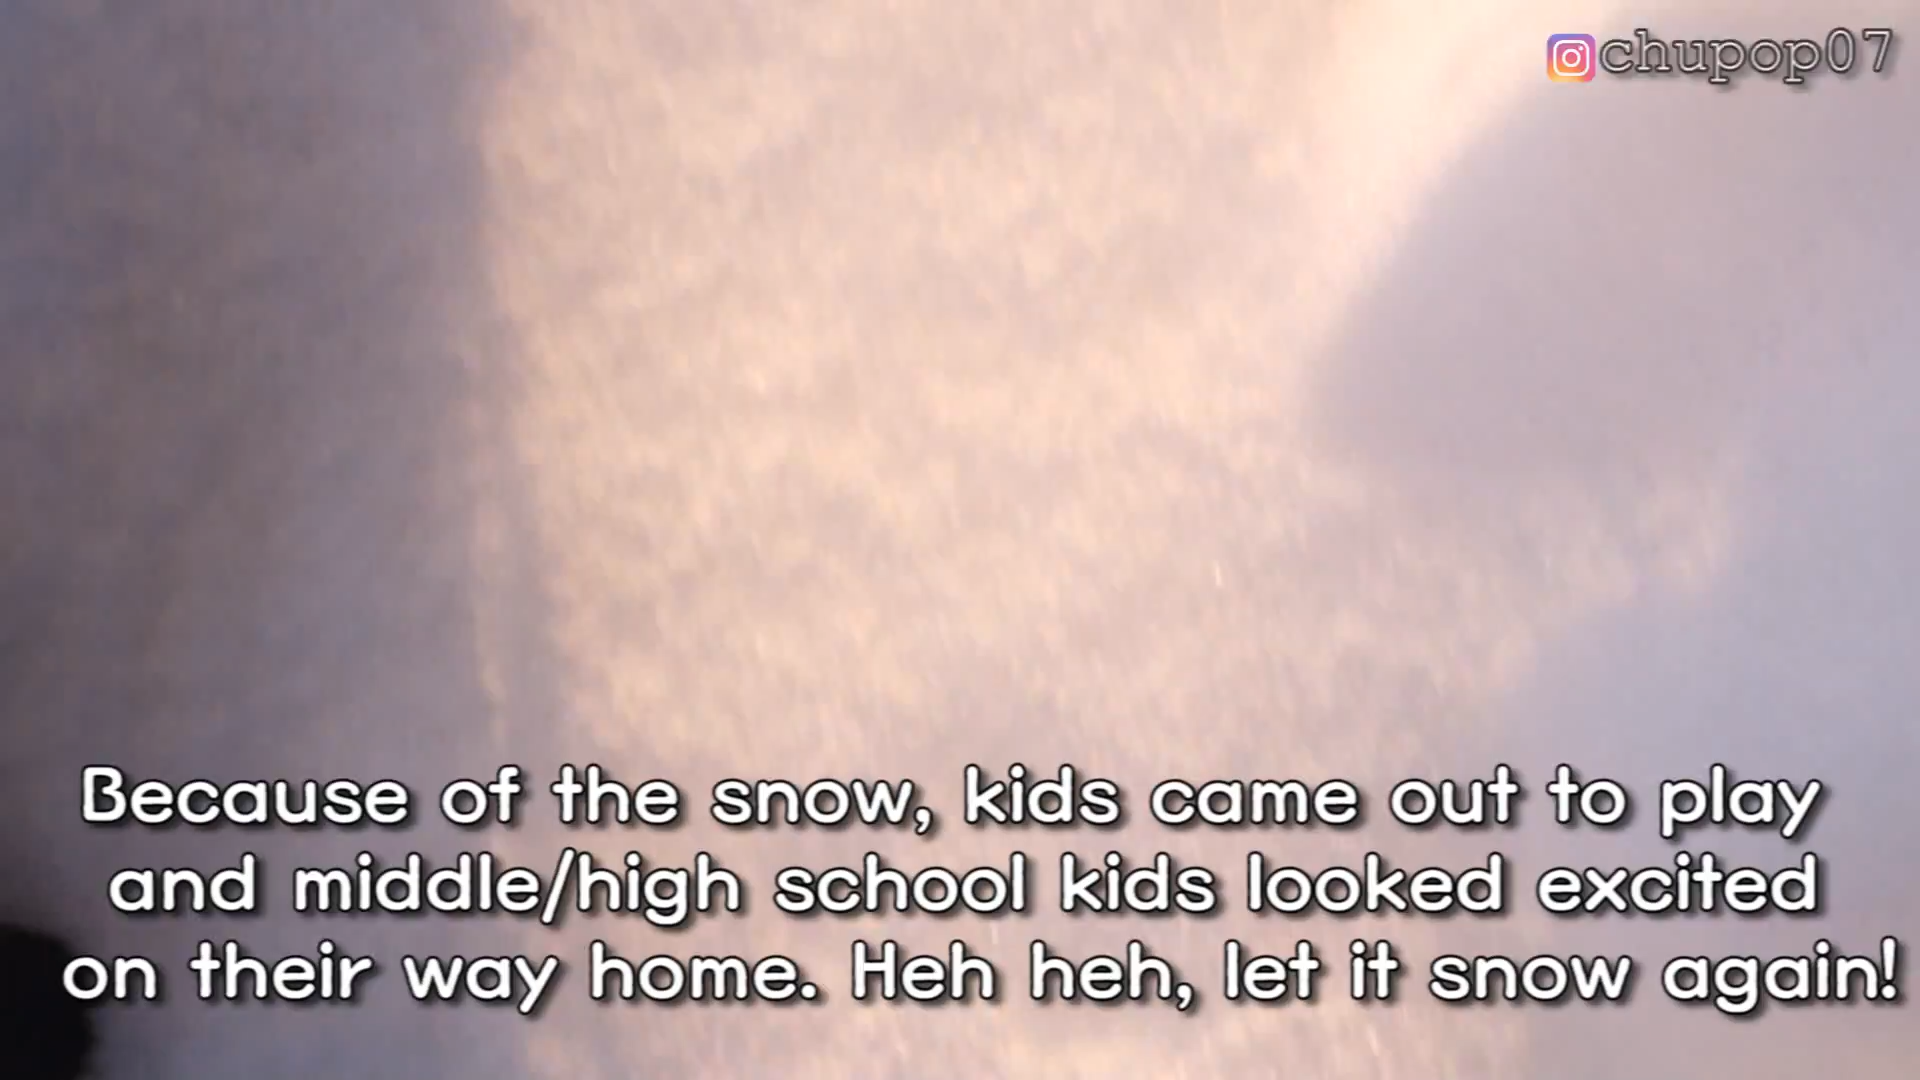 chupop07
Because of the snow, kids came out to play
and middle/high school kids looked excited
on their way home. Heh heh, let it snow again!